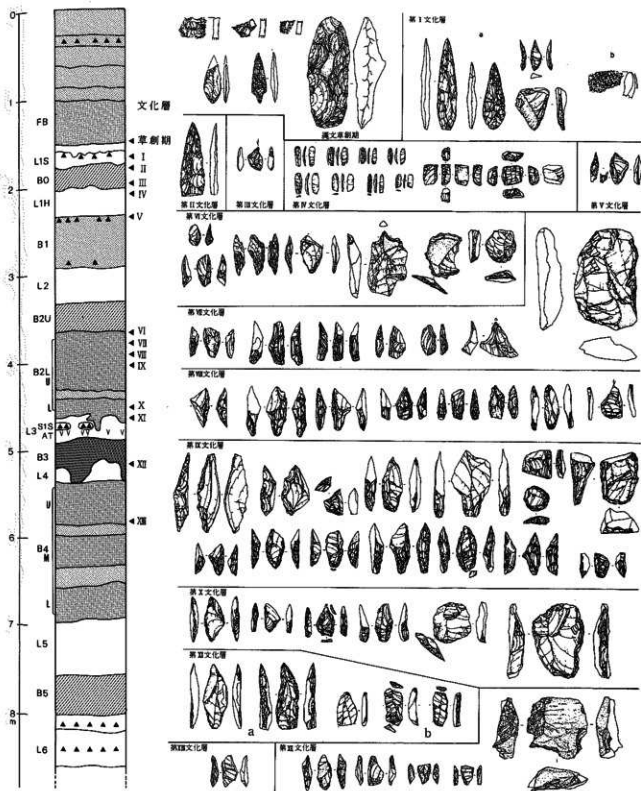 0
1
2
3
4
5
6
7
8
m
FB
L1S
B0
L1H
B1
L2
B2U
B2L
U
L
L3
S1S
AT
B3
L4
U
B4
M
L
L5
B5
L6
文化層
草創期
I
II
III
IV
V
VI
VII
VIII
IX
X
XI
XII
XIII
縄文草創期
第I文化層
a
b
第II文化層
第III文化層
第IV文化層
第V文化層
第VI文化層
第VII文化層
第VIII文化層
第IX文化層
第X文化層
第XI文化層
a
b
第XIII文化層
第XII文化層